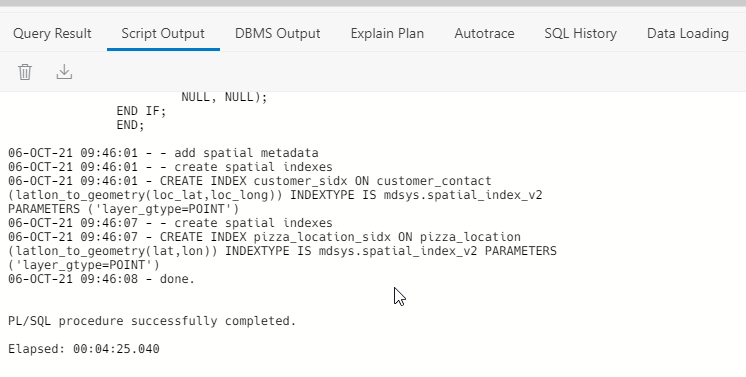 Query Result Script Output DBMS Output Explain Plan Autotrace SQL History Data Loading
NULL, NULL);
END IF;
END;
06-OCT-21 09:46:01 - - add spatial metadata
06-OCT-21 09:46:01 - - create spatial indexes
06-OCT-21 09:46:01 - CREATE INDEX customer_sidx ON customer_contact
(latlon_to_geometry(loc_lat,loc_long)) INDEXTYPE IS mdsys.spatial_index_v2
PARAMETERS ('layer_gtype=POINT')
06-OCT-21 09:46:07 - - create spatial indexes
06-OCT-21 09:46:07 - CREATE INDEX pizza_location_sidx ON pizza_location
(latlon_to_geometry(lat,lon)) INDEXTYPE IS mdsys.spatial_index_v2 PARAMETERS
('layer_gtype=POINT')
06-OCT-21 09:46:08 - done.
PL/SQL procedure successfully completed.
Elapsed: 00:04:25.040